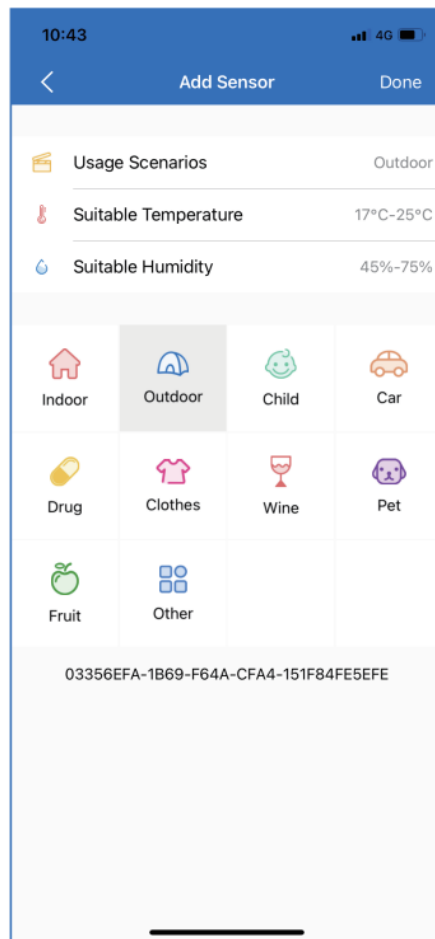 10:43 4G
Add Sensor Done
Usage Scenarios Outdoor
Suitable Temperature 17°C-25°C
Suitable Humidity 45%-75%
Indoor Outdoor Child Car
Drug Clothes Wine Pet
Fruit Other
03356EFA-1B69-F64A-CFA4-151F84FE5EFE